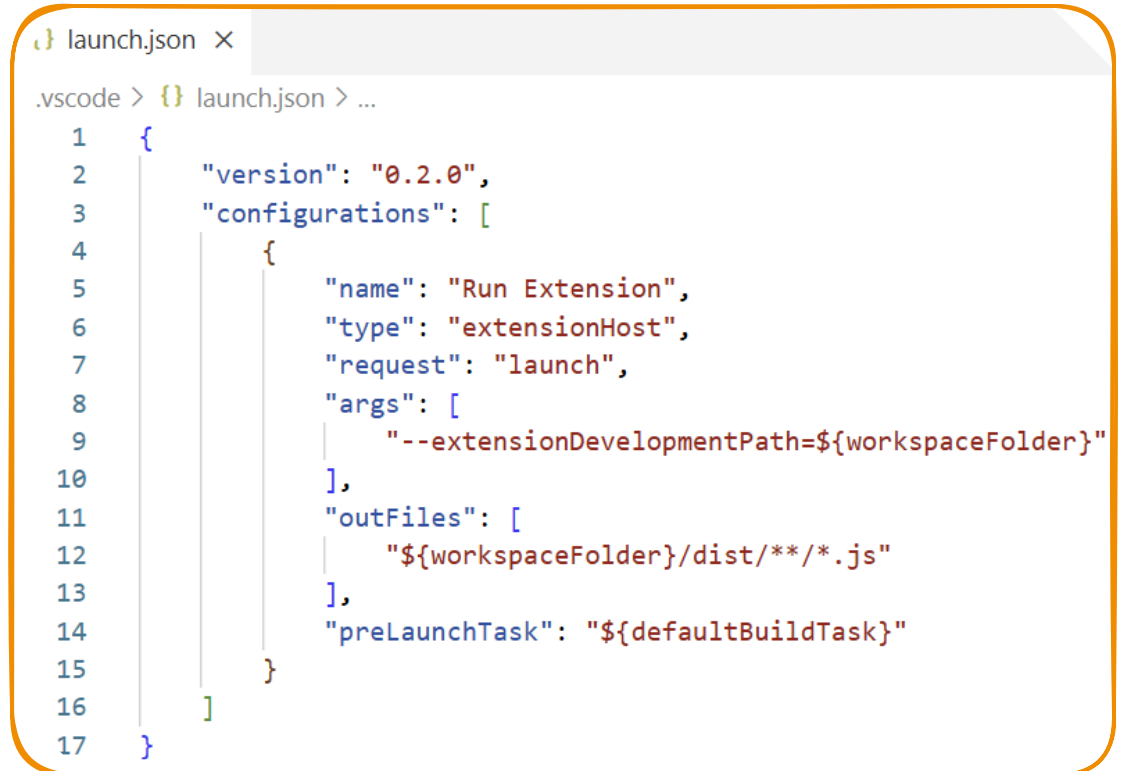 launch.json ×
.vscode > {} launch.json > ...
1 {
2     "version": "0.2.0",
3     "configurations": [
4         {
5             "name": "Run Extension",
6             "type": "extensionHost",
7             "request": "launch",
8             "args": [
9                 "--extensionDevelopmentPath=${workspaceFolder}"
10             ],
11             "outFiles": [
12                 "${workspaceFolder}/dist/**/*.js"
13             ],
14             "preLaunchTask": "${defaultBuildTask}"
15         }
16     ]
17 }